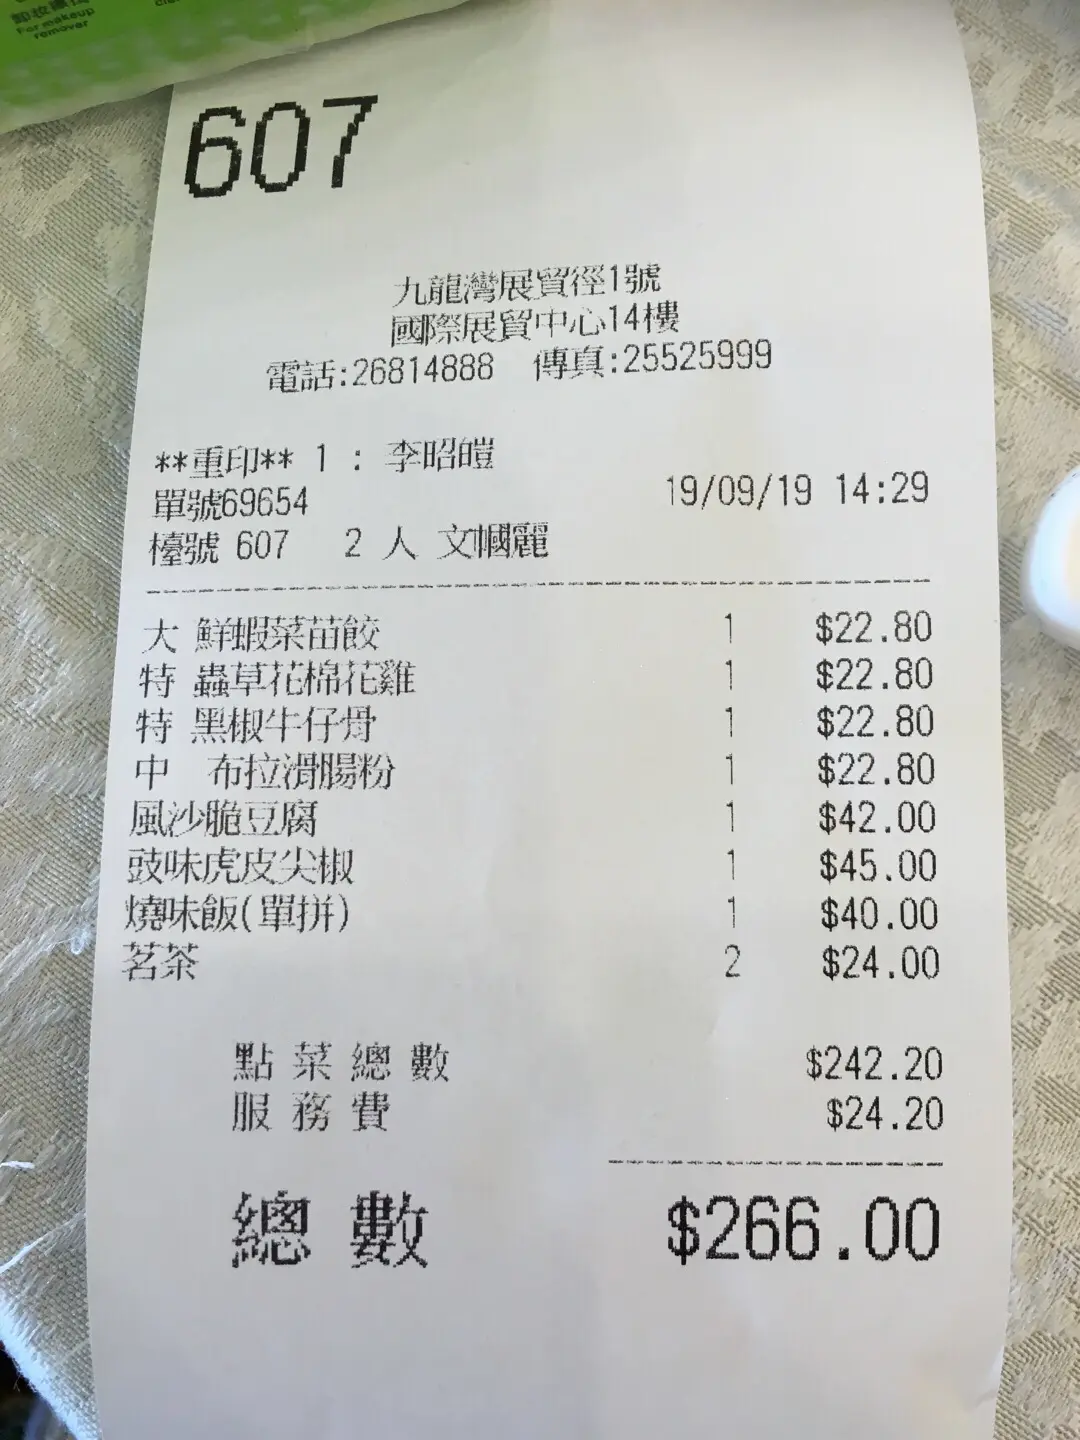 卸妝
For makeup
remover
607
九龍灣展貿徑1號
國際展貿中心14樓
電話:26814888 傳真:25525999
**重印** 1 : 李昭皚
單號69654 19/09/19 14:29
檯號 607 2 人 文幗麗
大 鮮蝦菜苗餃 1 $22.80
特 蟲草花棉花雞 1 $22.80
特 黑椒牛仔骨 1 $22.80
中 布拉滑腸粉 1 $22.80
風沙脆豆腐 1 $42.00
豉味虎皮尖椒 1 $45.00
燒味飯(單拼) 1 $40.00
茗茶 2 $24.00
點菜總數 $242.20
服務費 $24.20
總數 $266.00